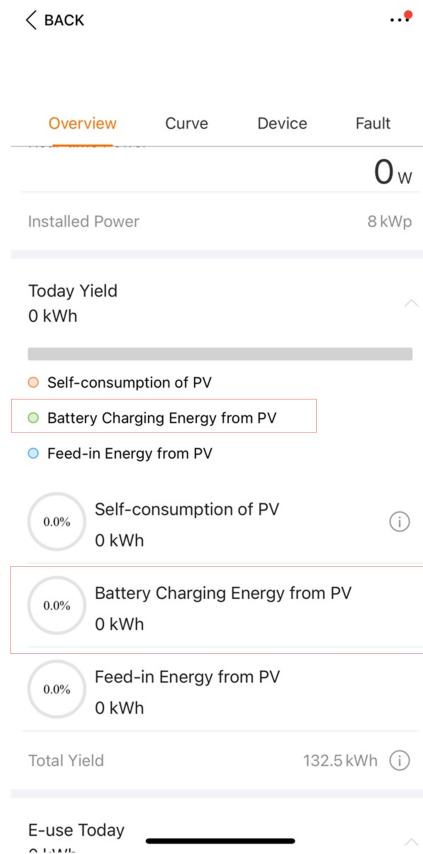 BACK
Overview Curve Device Fault
0 W
Installed Power 8 kWp
Today Yield
0 kWh
Self-consumption of PV
Battery Charging Energy from PV
Feed-in Energy from PV
0.0% Self-consumption of PV
0 kWh
0.0% Battery Charging Energy from PV
0 kWh
0.0% Feed-in Energy from PV
0 kWh
Total Yield 132.5 kWh
E-use Today